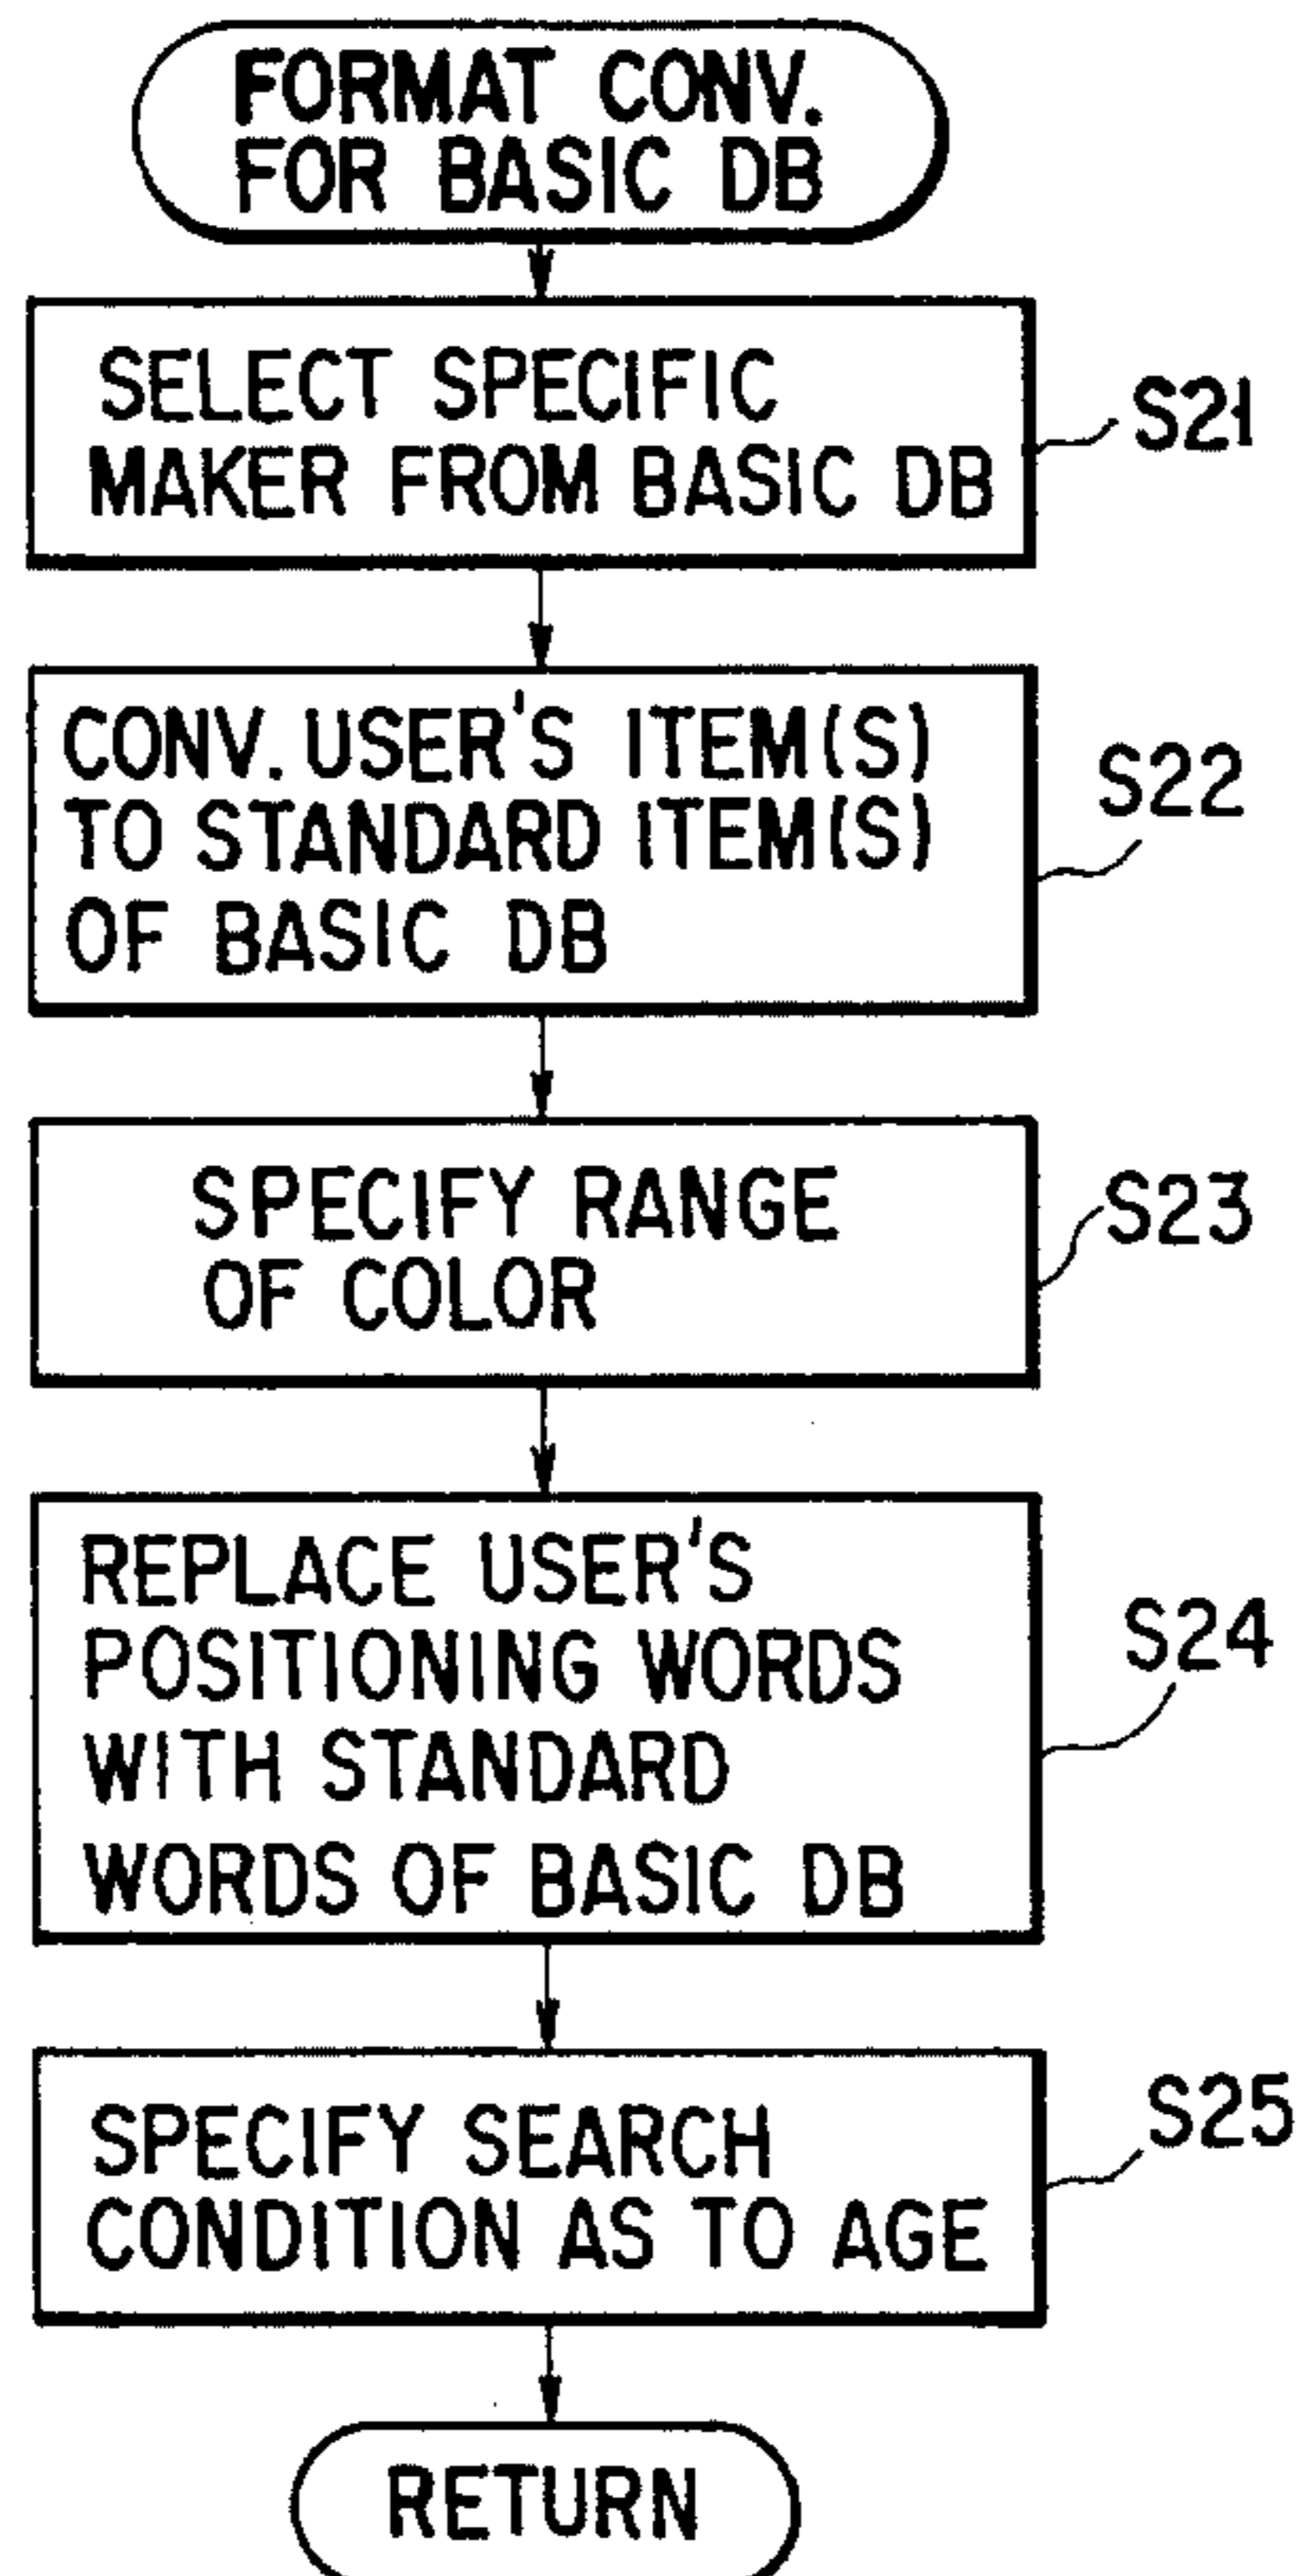 FORMAT CONV.
FOR BASIC DB
SELECT SPECIFIC
MAKER FROM BASIC DB
S21
CONV. USER'S ITEM(S)
TO STANDARD ITEM(S)
OF BASIC DB
S22
SPECIFY RANGE
OF COLOR
S23
REPLACE USER'S
POSITIONING WORDS
WITH STANDARD
WORDS OF BASIC DB
S24
SPECIFY SEARCH
CONDITION AS TO AGE
S25
RETURN